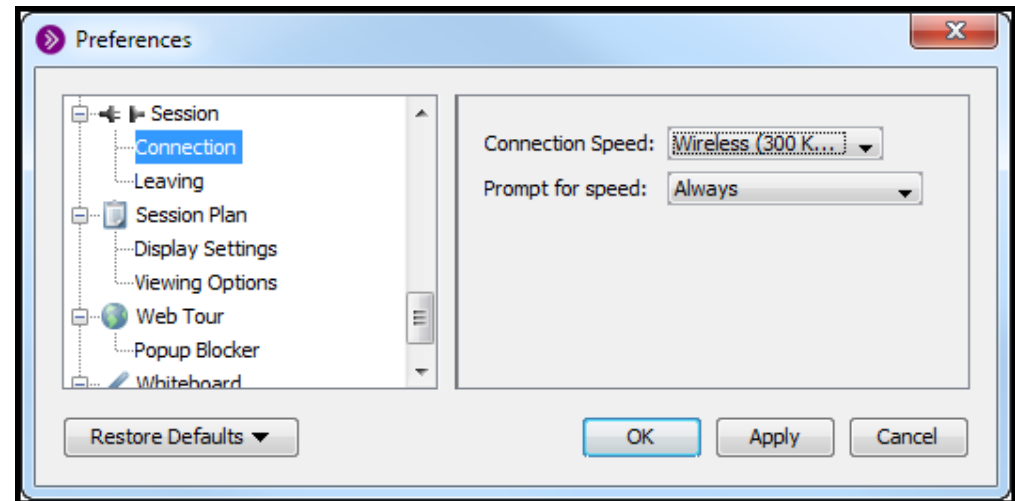 Preferences
Session
Connection
Leaving
Session Plan
Display Settings
Viewing Options
Web Tour
Popup Blocker
Whiteboard
Connection Speed: Wireless (300 K...
Prompt for speed: Always
Restore Defaults OK Apply Cancel